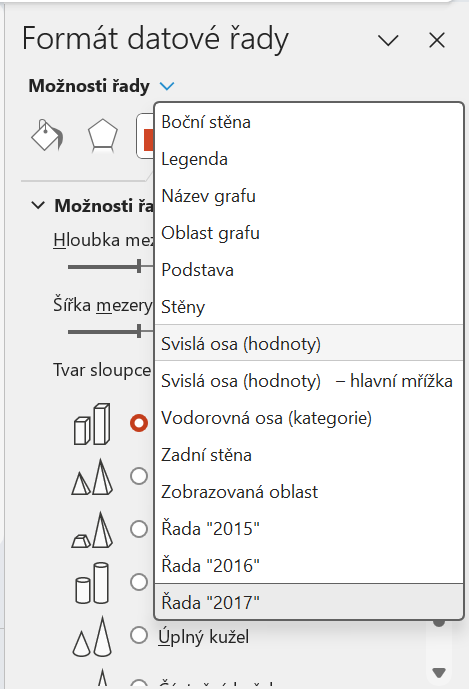 Formát datové řady
Možnosti řady
Boční stěna
Legenda
Název grafu
Možnosti řa
Oblast grafu
Hloubka mez
Podstava
Stěny
Šířka mezery
Svislá osa (hodnoty)
Tvar sloupce
Svislá osa (hodnoty) – hlavní mřížka
Vodorovná osa (kategorie)
Zadní stěna
Zobrazovaná oblast
Řada "2015"
Řada "2016"
Řada "2017"
Úplný kužel